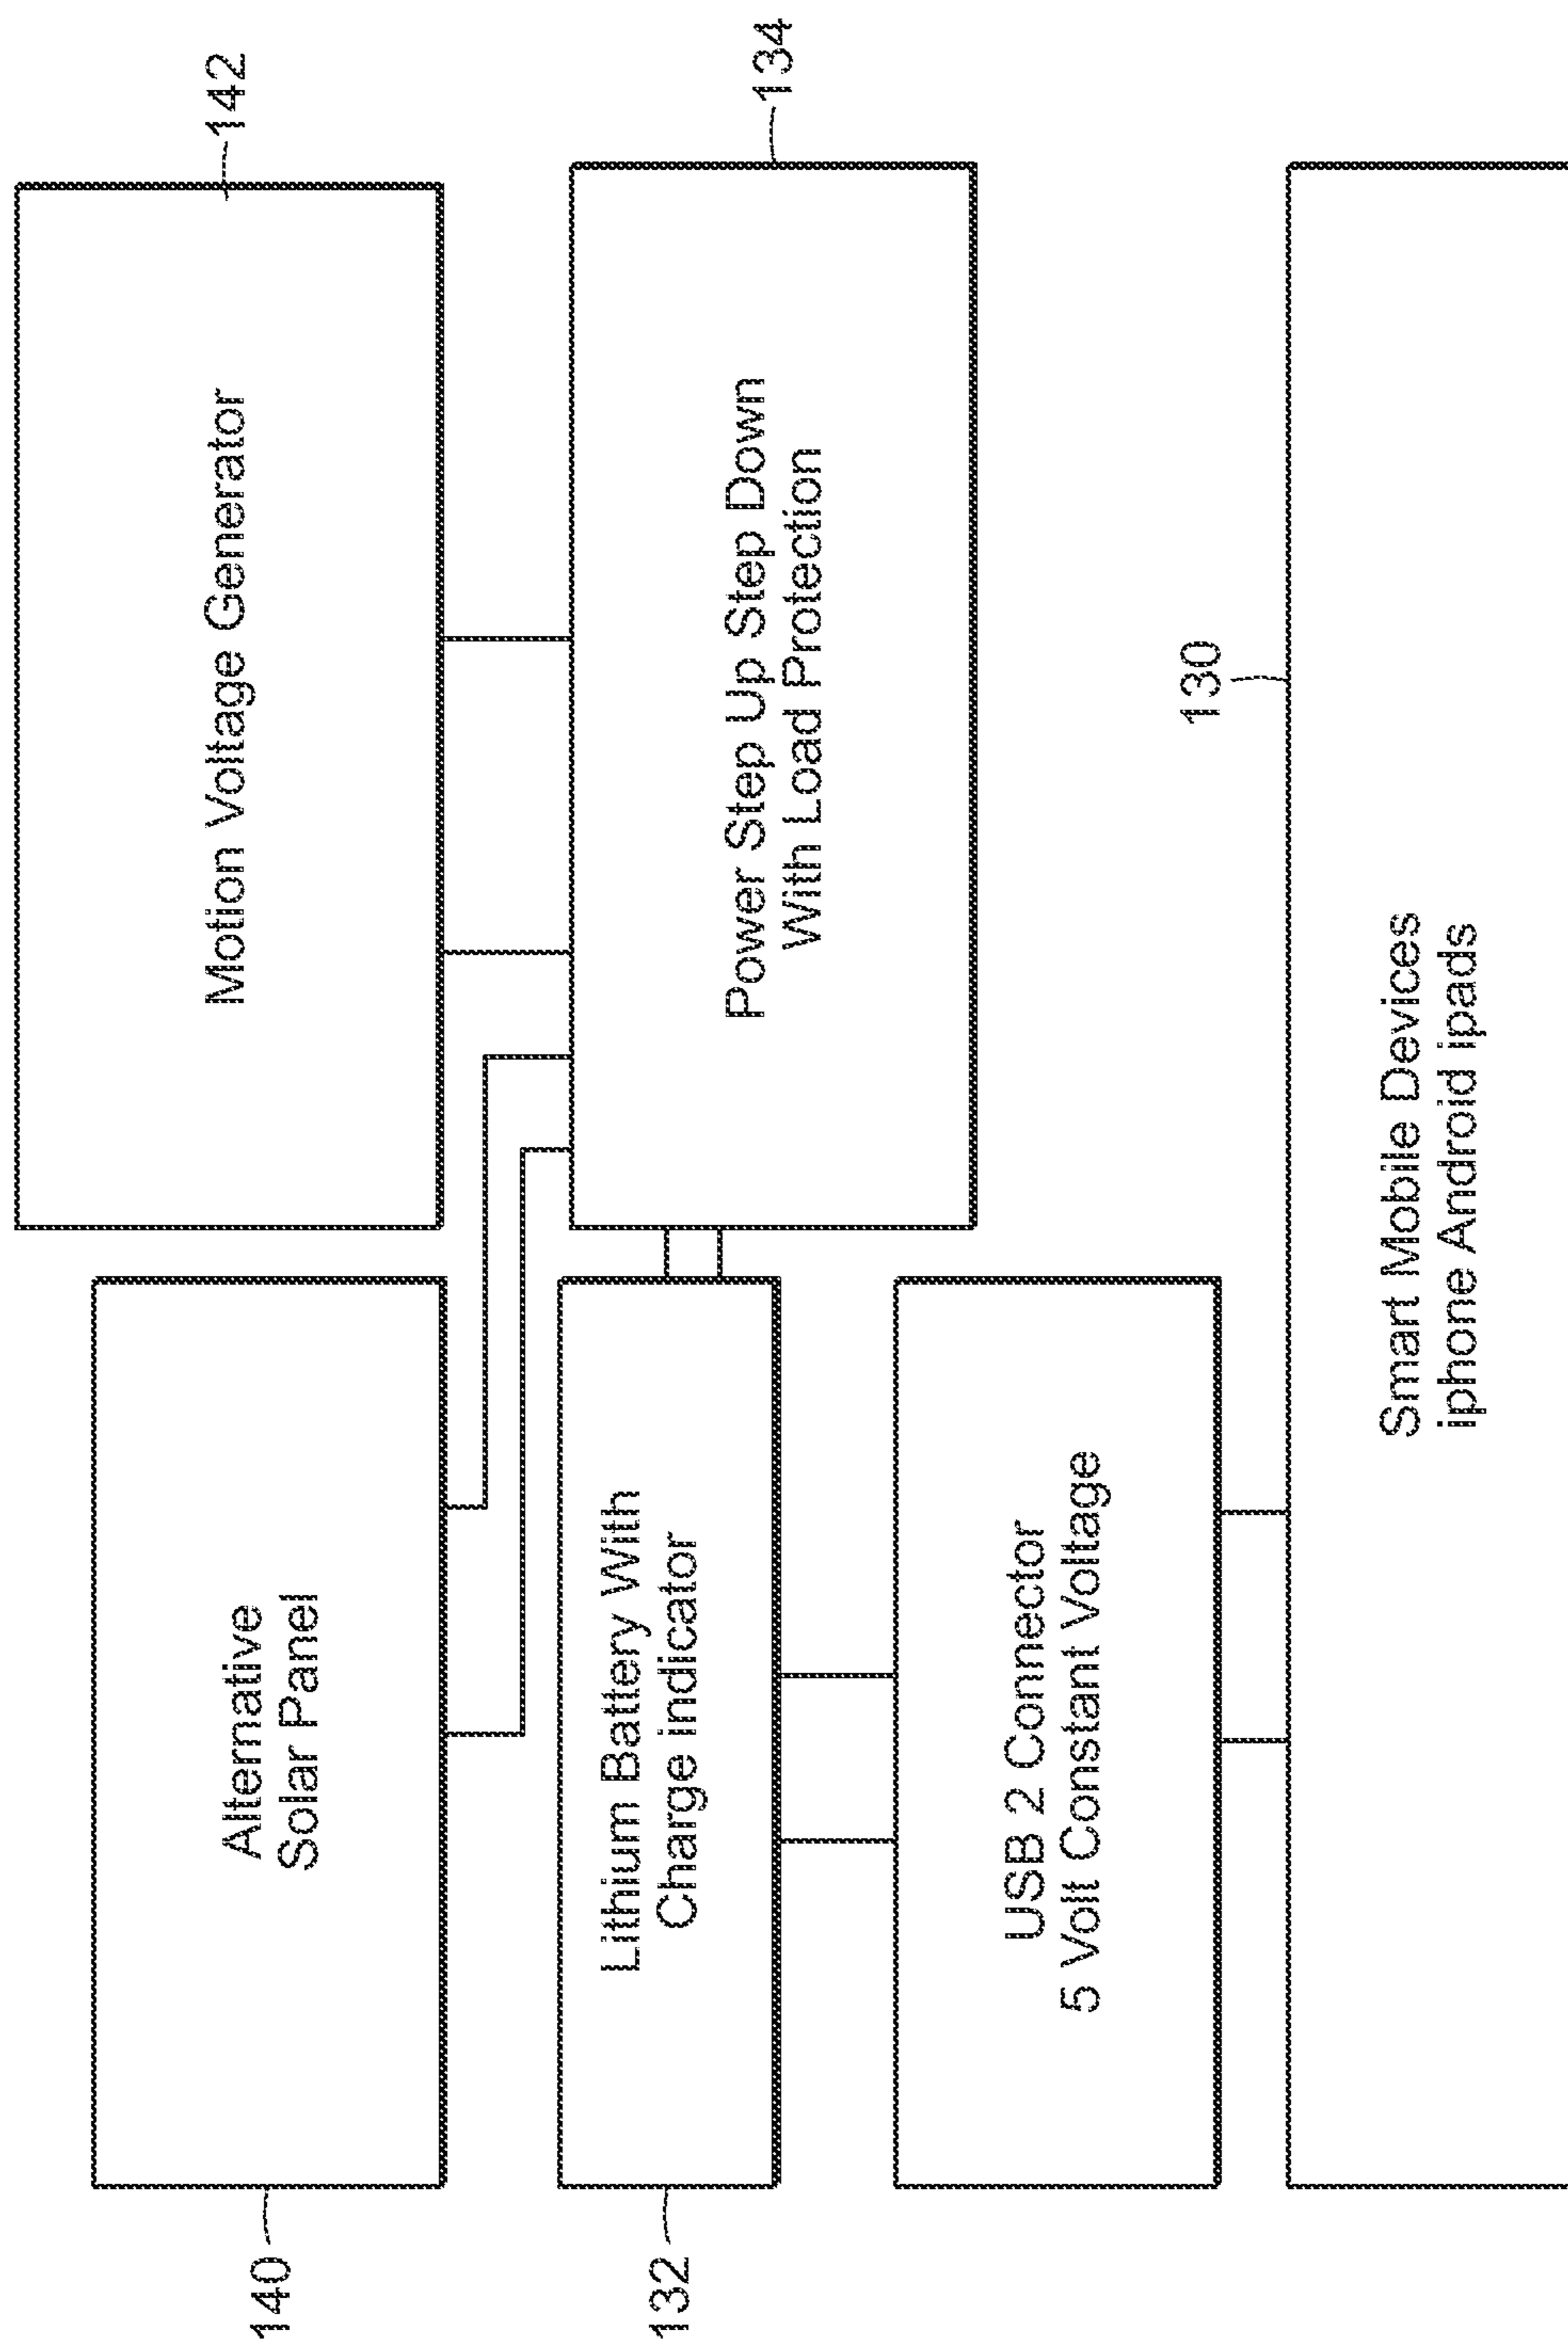 140
Alternative
Solar Panel
Motion Voltage Generator
142
132
Lithium Battery With
Charge indicator
Power Step Up Step Down
With Load Protection
134
USB 2 Connector
5 Volt Constant Voltage
130
Smart Mobile Devices
iphone Android ipads